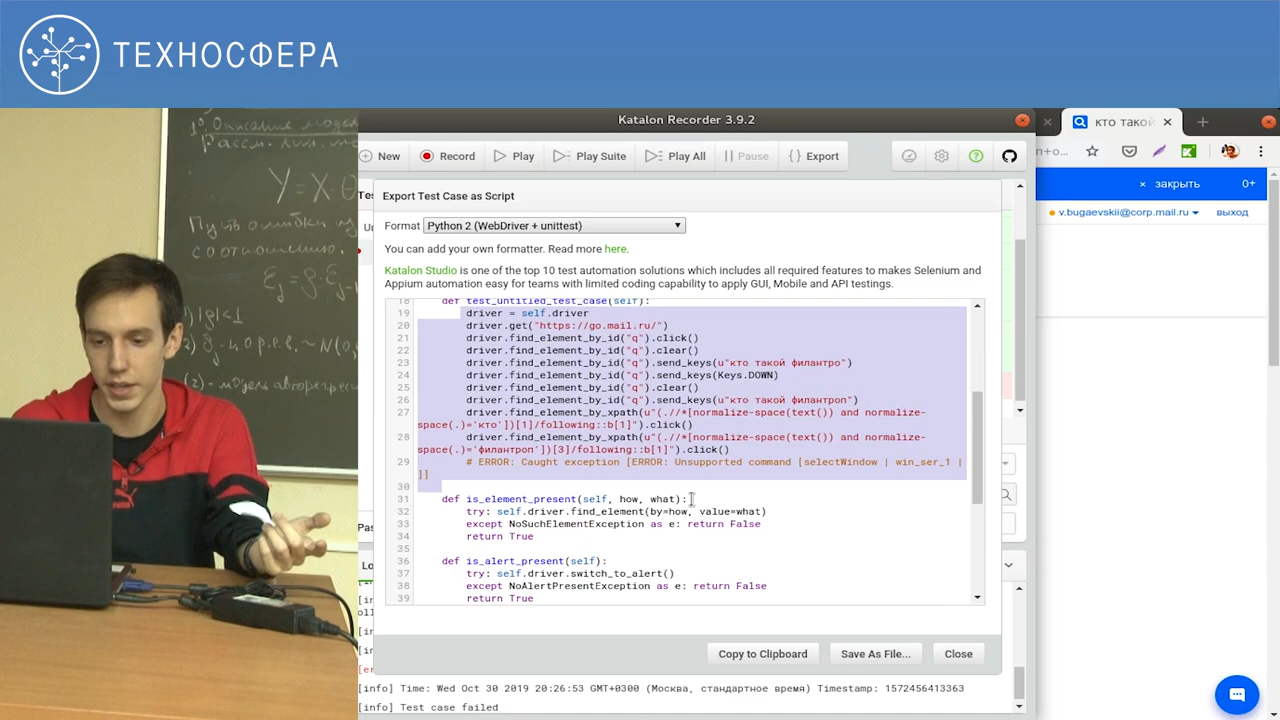 ТЕХНОСФЕРА
Katalon Recorder 3.9.2
New
Record
Play
Play Suite
Play All
Pause
Export
кто такой
закрыть
0+
v.bugaevskii@corp.mail.ru
выход
Export Test Case as Script
Format
Python 2 (WebDriver + unittest)
You can add your own formatter. Read more here.
Katalon Studio is one of the top 10 test automation solutions which includes all required features to makes Selenium and
Appium automation easy for teams with limited coding capability to apply GUI, Mobile and API testings.
18 def test_untitled_test_case(self):
19 driver = self.driver
20 driver.get("https://go.mail.ru/")
21 driver.find_element_by_id("q").click()
22 driver.find_element_by_id("q").clear()
23 driver.find_element_by_id("q").send_keys(u"кто такой филантро")
24 driver.find_element_by_id("q").send_keys(Keys.DOWN)
25 driver.find_element_by_id("q").clear()
26 driver.find_element_by_id("q").send_keys(u"кто такой филантроп")
27 driver.find_element_by_xpath(u"(.//*[normalize-space(text()) and normalize-
space(.)='кто'])[1]/following::b[1]").click()
28 driver.find_element_by_xpath(u"(.//*[normalize-space(text()) and normalize-
space(.)='филантроп'])[3]/following::b[1]").click()
29 # ERROR: Caught exception [ERROR: Unsupported command [selectWindow | win_ser_1 |
]]
30
31 def is_element_present(self, how, what):
32 try: self.driver.find_element(by=how, value=what)
33 except NoSuchElementException as e: return False
34 return True
35
36 def is_alert_present(self):
37 try: self.driver.switch_to_alert()
38 except NoAlertPresentException as e: return False
39 return True
Copy to Clipboard
Save As File...
Close
[info] Time: Wed Oct 30 2019 20:26:53 GMT+0300 (Москва, стандартное время) Timestamp: 1572456413363
[info] Test case failed